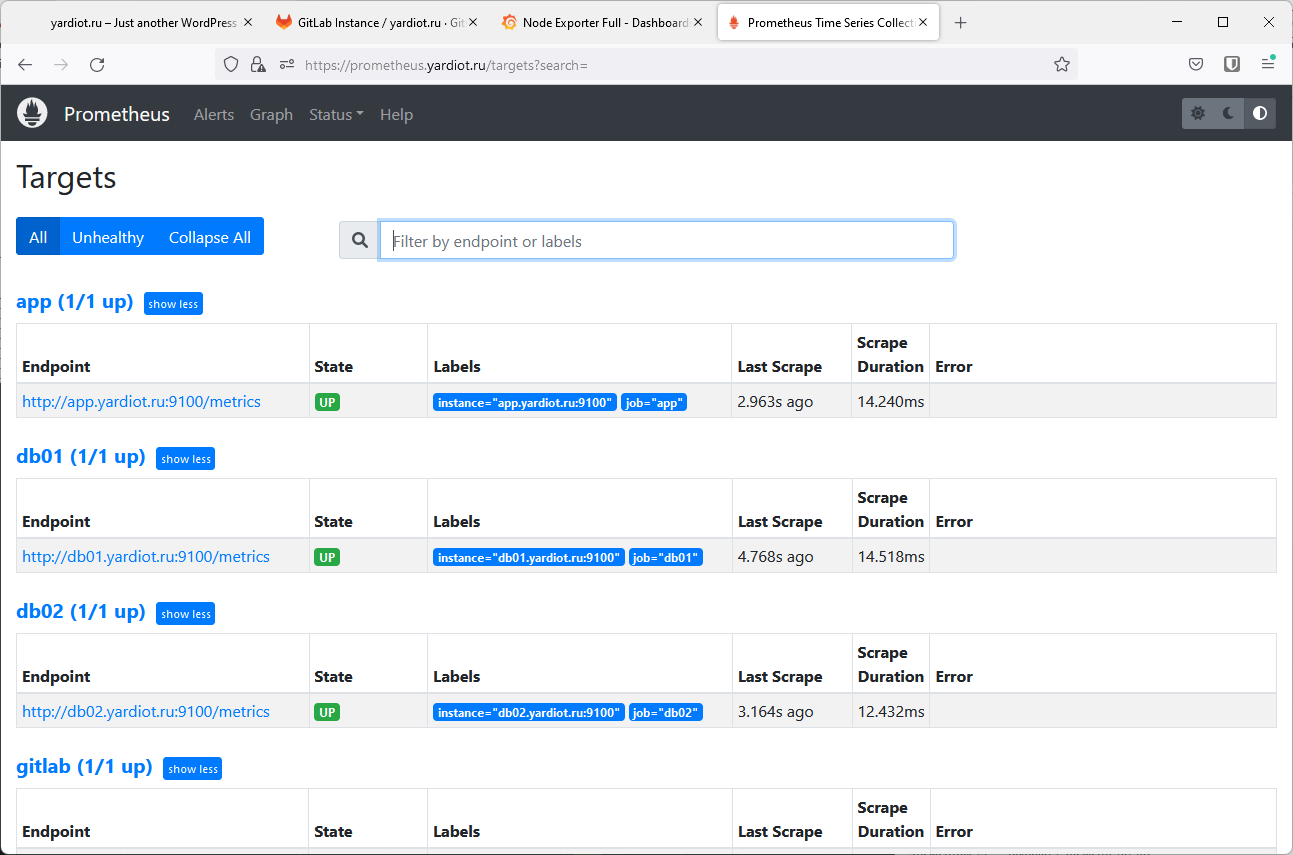 yardiot.ru – Just another WordPress
GitLab Instance / yardiot.ru · Git
Node Exporter Full - Dashboard
Prometheus Time Series Collecti
https://prometheus.yardiot.ru/targets?search=
Prometheus Alerts Graph Status Help
Targets
All Unhealthy Collapse All
Filter by endpoint or labels
app (1/1 up) show less
Endpoint State Labels Last Scrape Scrape Duration Error
http://app.yardiot.ru:9100/metrics UP instance="app.yardiot.ru:9100" job="app" 2.963s ago 14.240ms
db01 (1/1 up) show less
Endpoint State Labels Last Scrape Scrape Duration Error
http://db01.yardiot.ru:9100/metrics UP instance="db01.yardiot.ru:9100" job="db01" 4.768s ago 14.518ms
db02 (1/1 up) show less
Endpoint State Labels Last Scrape Scrape Duration Error
http://db02.yardiot.ru:9100/metrics UP instance="db02.yardiot.ru:9100" job="db02" 3.164s ago 12.432ms
gitlab (1/1 up) show less
Endpoint State Labels Last Scrape Scrape Duration Error